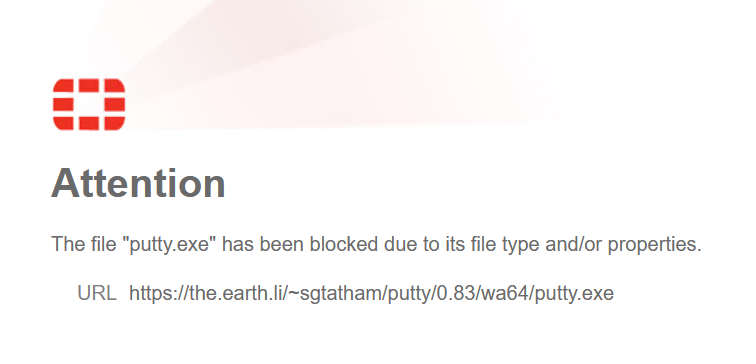 Attention
The file "putty.exe" has been blocked due to its file type and/or properties.
URL https://the.earth.li/~sgtatham/putty/0.83/wa64/putty.exe